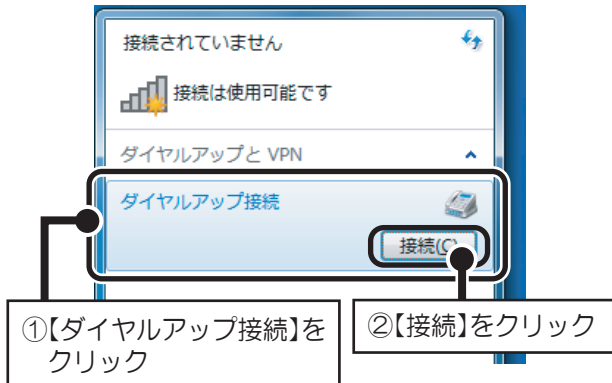 接続されていません
接続は使用可能です
ダイヤルアップと VPN
ダイヤルアップ接続
接続(C)
①【ダイヤルアップ接続】を
クリック
②【接続】をクリック